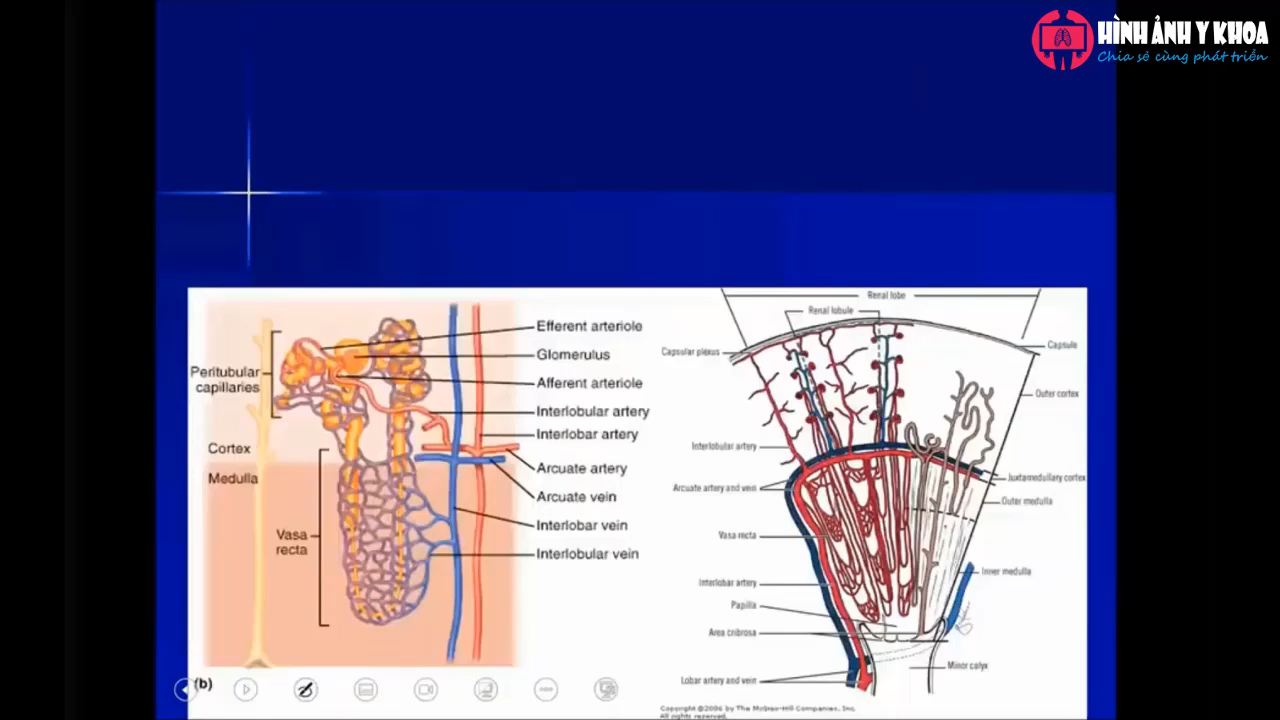 HÌNH ẢNH Y KHOA
Chia sẻ cùng phát triển
Efferent arteriole
Glomerulus
Peritubular
capillaries
Afferent arteriole
Interlobular artery
Interlobar artery
Cortex
Medulla
Arcuate artery
Arcuate vein
Vasa
recta
Interlobar vein
Interlobular vein
(b)
Renal lobe
Renal lobule
Capsular plexus
Capsule
Outer cortex
Interlobular artery
Juxtamedullary cortex
Arcuate artery and vein
Outer medulla
Vasa recta
Inner medulla
Interlobar artery
Papilla
Area cribrosa
Minor calyx
Lobar artery and vein
Copyright ©2006 by The McGraw-Hill Companies, Inc.
All rights reserved.